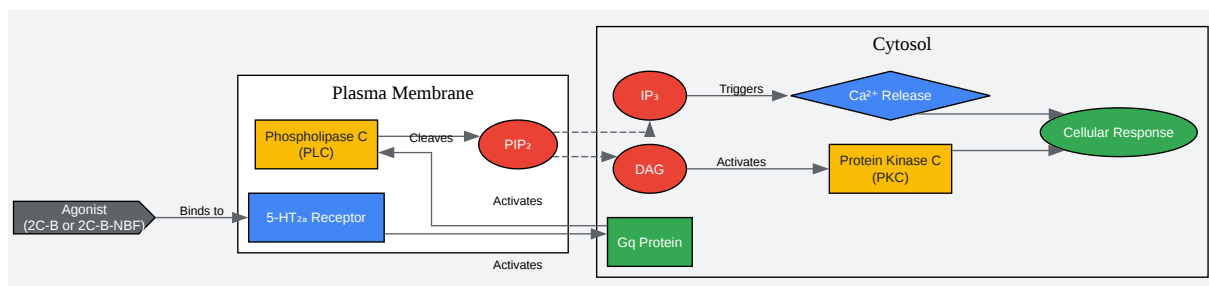 Cytosol
Plasma Membrane
IP₃
Triggers
Ca²⁺ Release
Cellular Response
Phospholipase C
(PLC)
Cleaves
PIP₂
DAG
Activates
Protein Kinase C
(PKC)
Agonist
(2C-B or 2C-B-NBF)
Binds to
5-HT₂ₐ Receptor
Activates
Gq Protein
Activates